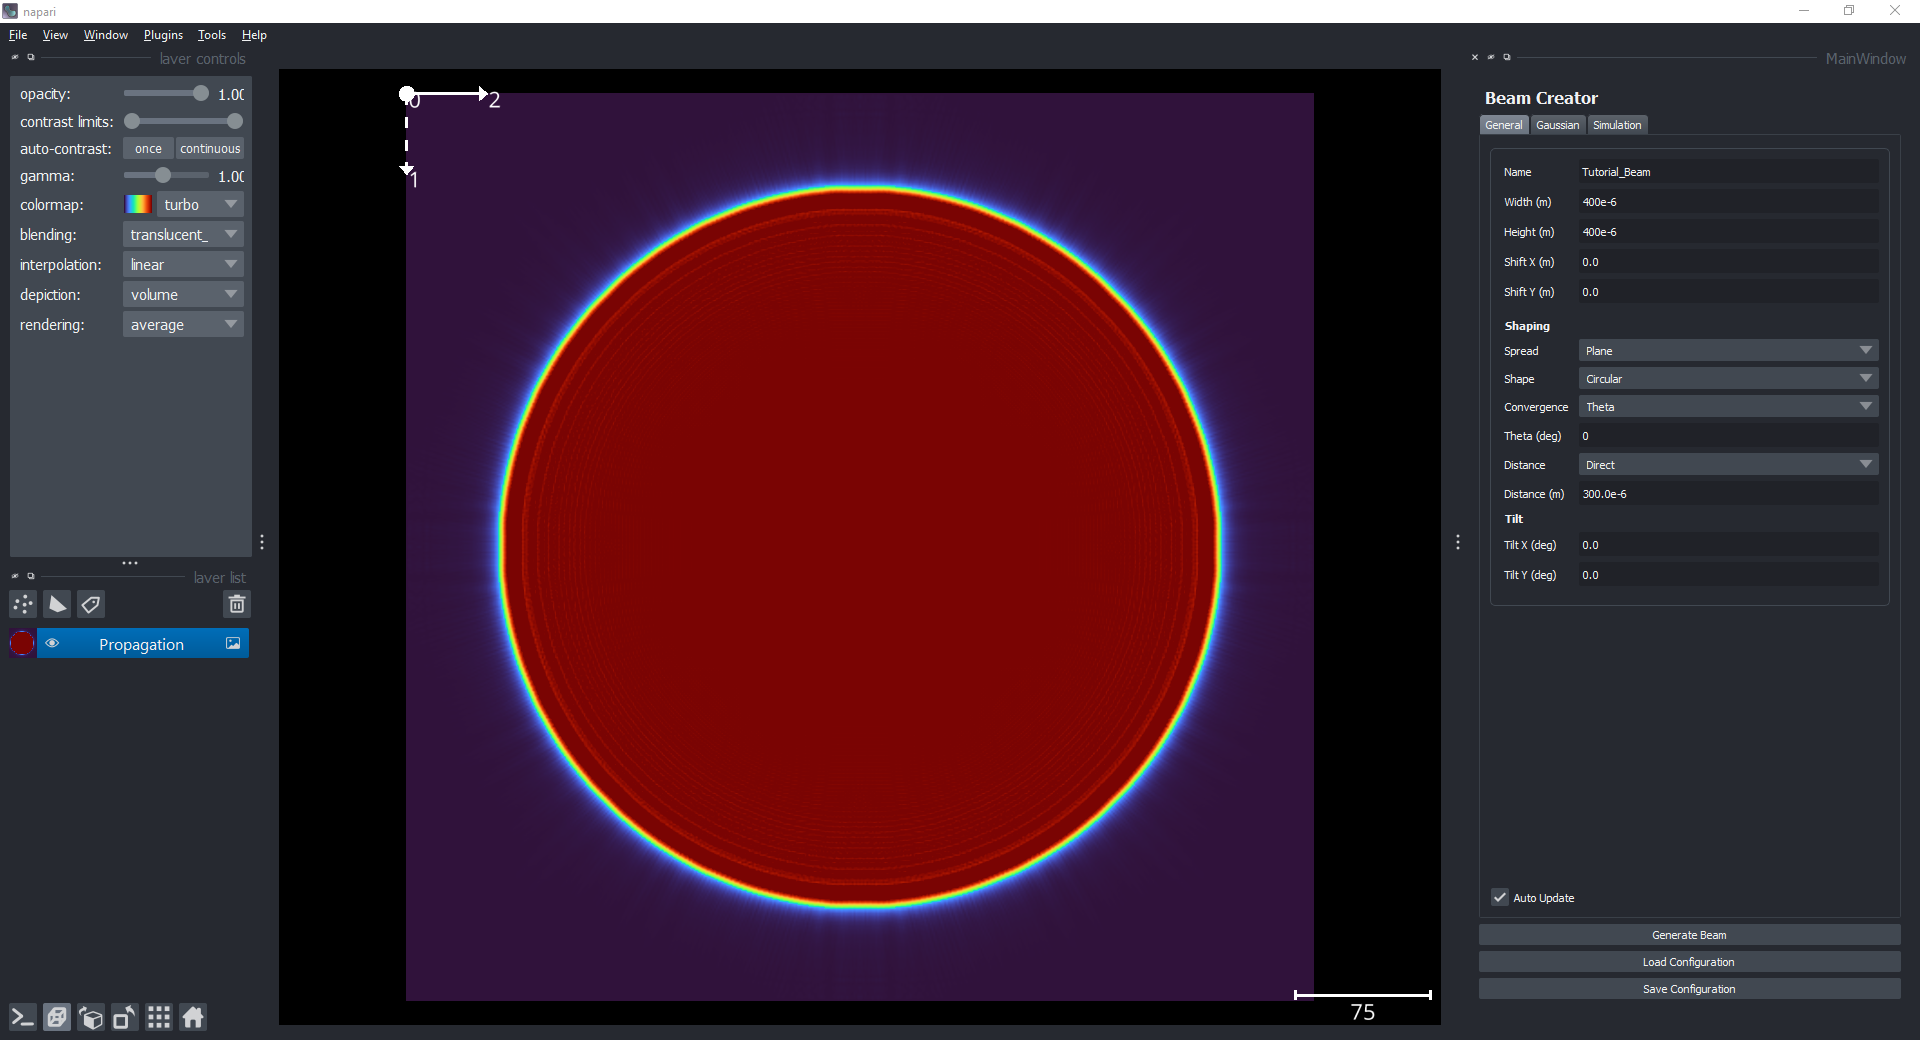 napari
File View Window Plugins Tools Help
layer controls
opacity: 1.00
contrast limits:
auto-contrast: once continuous
gamma: 1.00
colormap: turbo
blending: translucent_
interpolation: linear
depiction: volume
rendering: average
layer list
Propagation
0
2
1
75
MainWindow
Beam Creator
General Gaussian Simulation
Name Tutorial_Beam
Width (m) 400e-6
Height (m) 400e-6
Shift X (m) 0.0
Shift Y (m) 0.0
Shaping
Spread Plane
Shape Circular
Convergence Theta
Theta (deg) 0
Distance Direct
Distance (m) 300.0e-6
Tilt
Tilt X (deg) 0.0
Tilt Y (deg) 0.0
Auto Update
Generate Beam
Load Configuration
Save Configuration